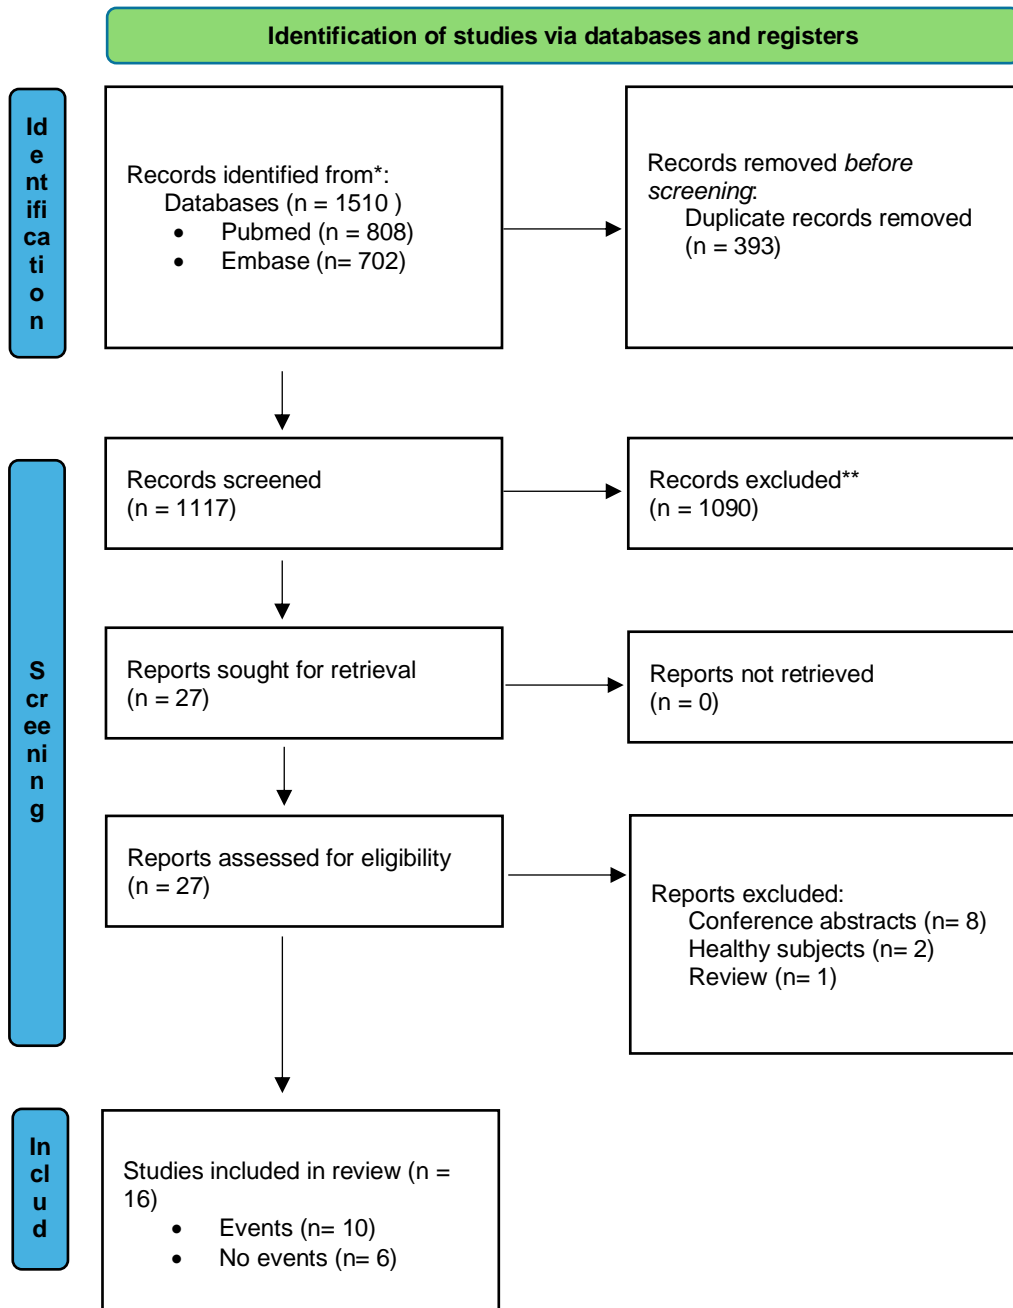 Identification of studies via databases and registers
Id
e
nt
ifi
ca
ti
o
n
Records identified from*:
Databases (n = 1510 )
• Pubmed (n = 808)
• Embase (n= 702)
Records removed before
screening:
Duplicate records removed
(n = 393)
S
cr
ee
ni
n
g
Records screened
(n = 1117)
Records excluded**
(n = 1090)
Reports sought for retrieval
(n = 27)
Reports not retrieved
(n = 0)
Reports assessed for eligibility
(n = 27)
Reports excluded:
Conference abstracts (n= 8)
Healthy subjects (n= 2)
Review (n= 1)
In
cl
u
d
Studies included in review (n =
16)
• Events (n= 10)
• No events (n= 6)